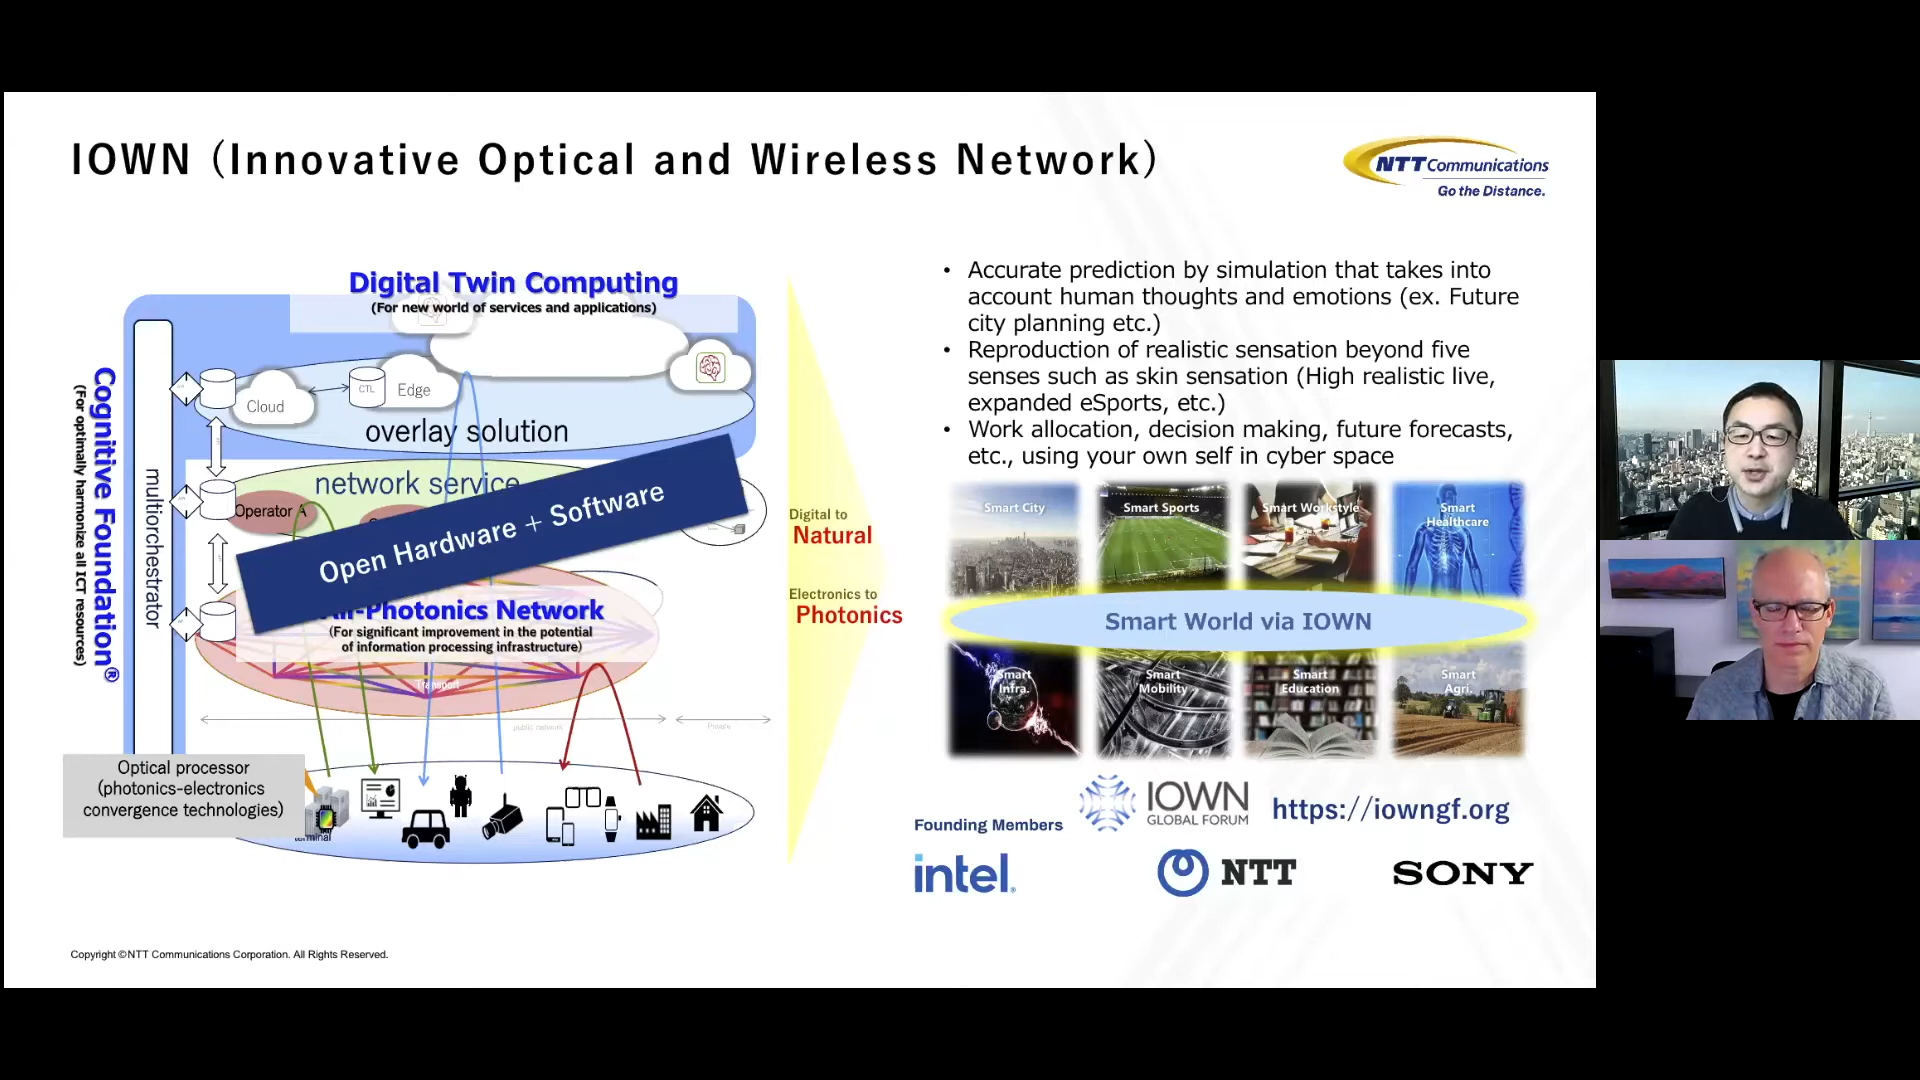 IOWN (Innovative Optical and Wireless Network)
NTT Communications
Go the Distance.
Digital Twin Computing
(For new world of services and applications)
Cognitive Foundation®
(For optimally harmonize all ICT resources)
multiorchestrator
Cloud
CTL
Edge
overlay solution
network service
Operator A
Open Hardware + Software
-Photonics Network
(For significant improvement in the potential
of information processing infrastructure)
Transport
public network
Private
Optical processor
(photonics-electronics
convergence technologies)
terminal
Digital to
Natural
Electronics to
Photonics
• Accurate prediction by simulation that takes into
account human thoughts and emotions (ex. Future
city planning etc.)
• Reproduction of realistic sensation beyond five
senses such as skin sensation (High realistic live,
expanded eSports, etc.)
• Work allocation, decision making, future forecasts,
etc., using your own self in cyber space
Smart City
Smart Sports
Smart Workstyle
Smart
Healthcare
Smart World via IOWN
Smart
Infra.
Smart
Mobility
Smart
Education
Smart
Agri.
IOWN
GLOBAL FORUM
https://iowngf.org
Founding Members
intel.
NTT
SONY
Copyright ©NTT Communications Corporation. All Rights Reserved.